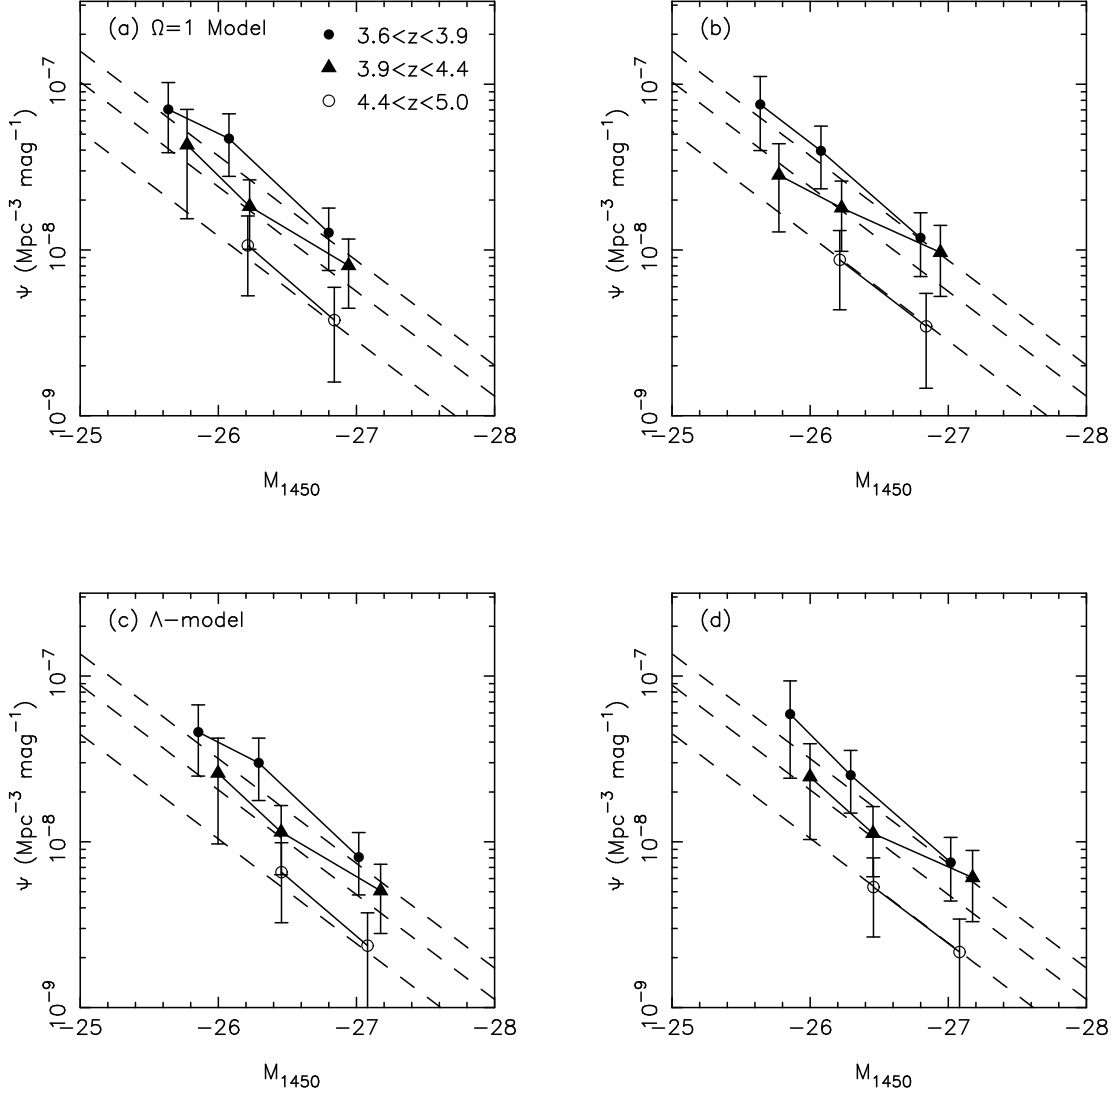 (a) Ω=1 Model
3.6<z<3.9
3.9<z<4.4
4.4<z<5.0
10⁻⁷
10⁻⁸
10⁻⁹
Ψ (Mpc⁻³ mag⁻¹)
−25 −26 −27 −28
M₁₄₅₀
(b)
10⁻⁷
10⁻⁸
10⁻⁹
Ψ (Mpc⁻³ mag⁻¹)
−25 −26 −27 −28
M₁₄₅₀
(c) Λ−model
10⁻⁷
10⁻⁸
10⁻⁹
Ψ (Mpc⁻³ mag⁻¹)
−25 −26 −27 −28
M₁₄₅₀
(d)
10⁻⁷
10⁻⁸
10⁻⁹
Ψ (Mpc⁻³ mag⁻¹)
−25 −26 −27 −28
M₁₄₅₀